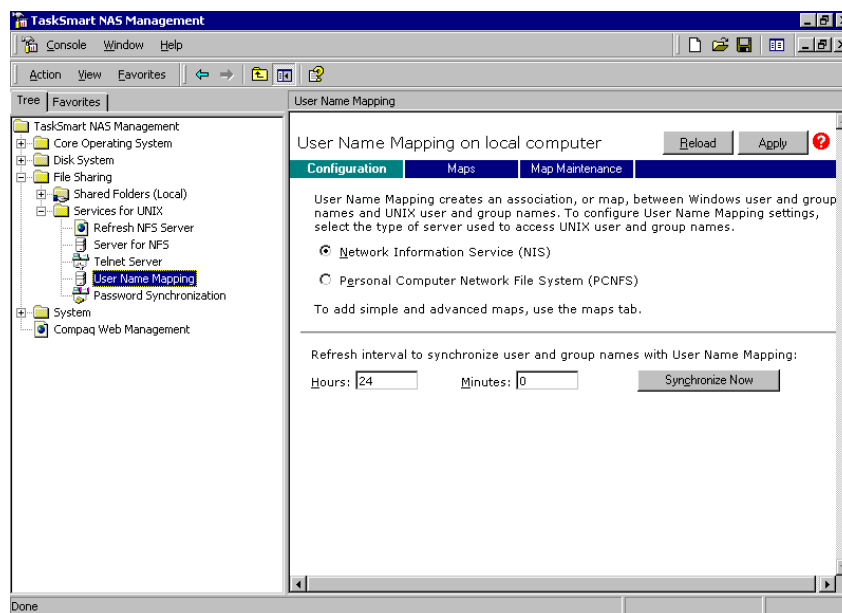 TaskSmart NAS Management
Console Window Help
Action View Favorites
Tree Favorites
TaskSmart NAS Management
Core Operating System
Disk System
File Sharing
Shared Folders (Local)
Services for UNIX
Refresh NFS Server
Server for NFS
Telnet Server
User Name Mapping
Password Synchronization
System
Compaq Web Management
User Name Mapping
User Name Mapping on local computer
Reload Apply
Configuration Maps Map Maintenance
User Name Mapping creates an association, or map, between Windows user and group
names and UNIX user and group names. To configure User Name Mapping settings,
select the type of server used to access UNIX user and group names.
Network Information Service (NIS)
Personal Computer Network File System (PCNFS)
To add simple and advanced maps, use the maps tab.
Refresh interval to synchronize user and group names with User Name Mapping:
Hours: 24 Minutes: 0 Synchronize Now
Done